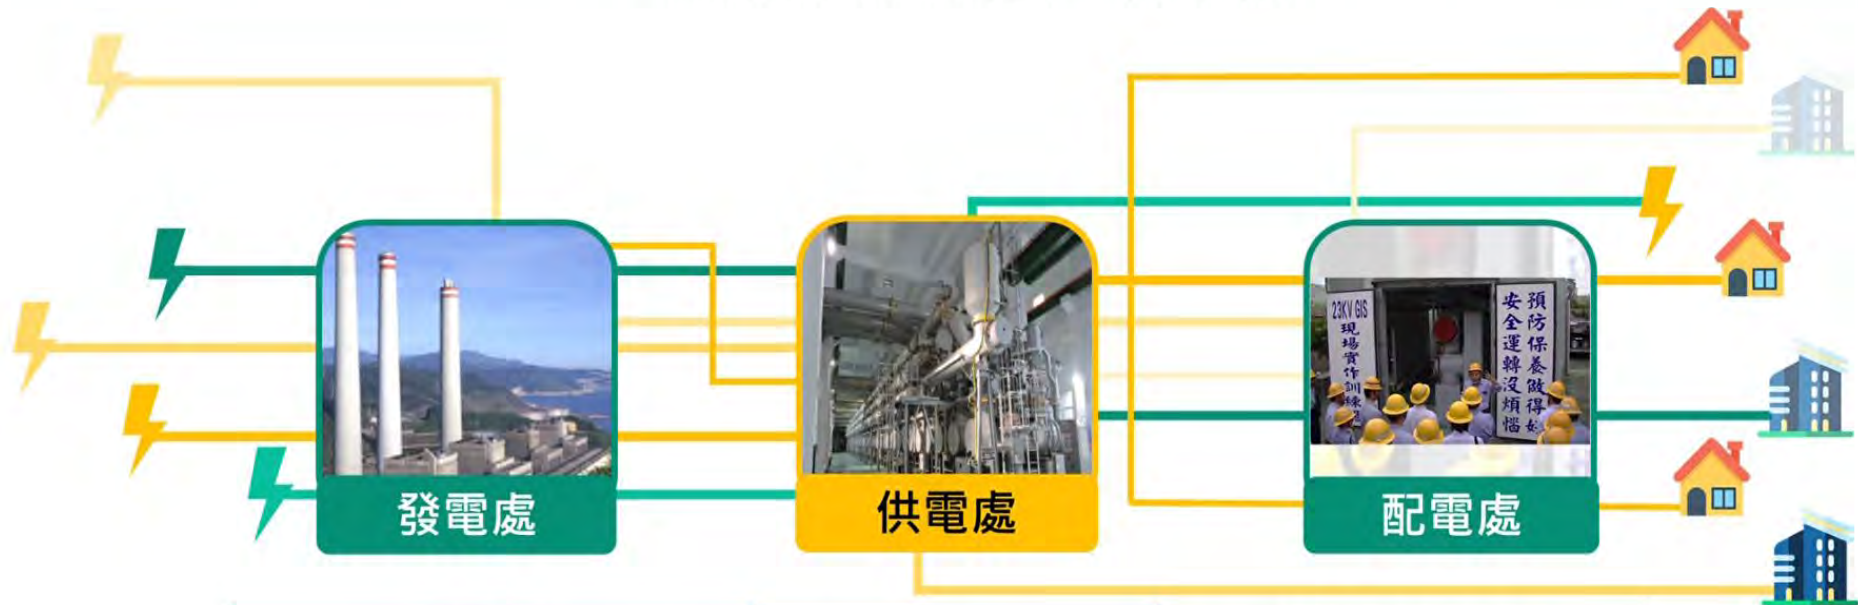 23KV GIS
現場實作訓練
預防保養做得好
安全運轉沒煩惱
發電處
供電處
配電處